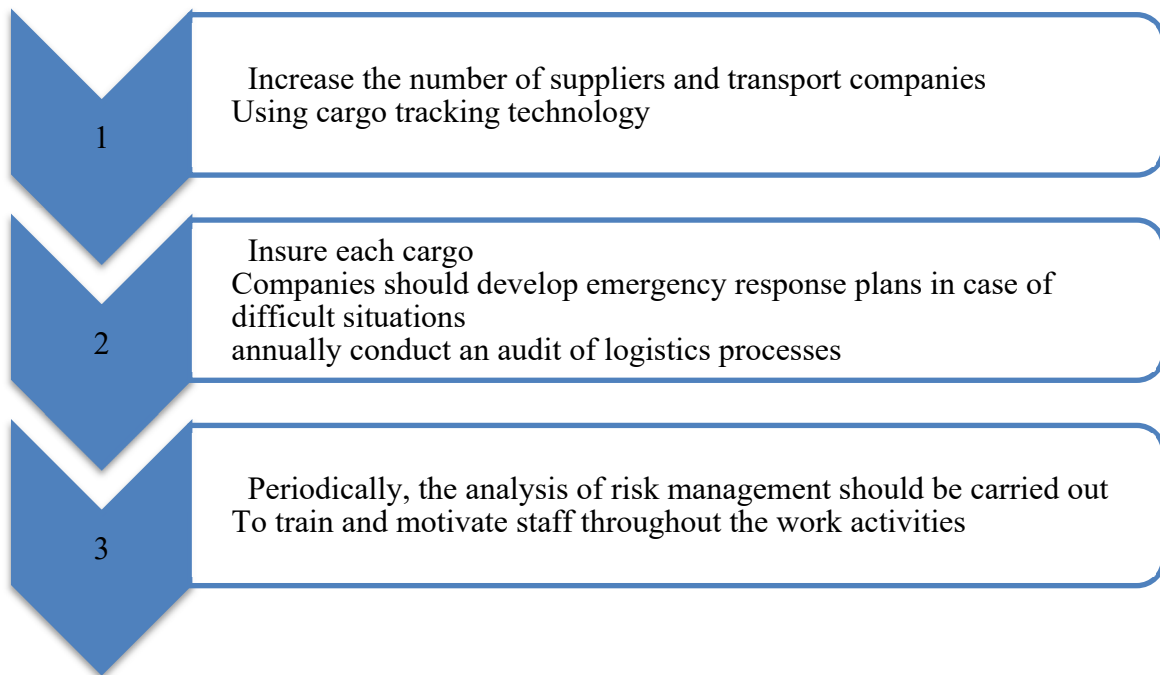 1
Increase the number of suppliers and transport companies
Using cargo tracking technology
2
Insure each cargo
Companies should develop emergency response plans in case of
difficult situations
annually conduct an audit of logistics processes
3
Periodically, the analysis of risk management should be carried out
To train and motivate staff throughout the work activities